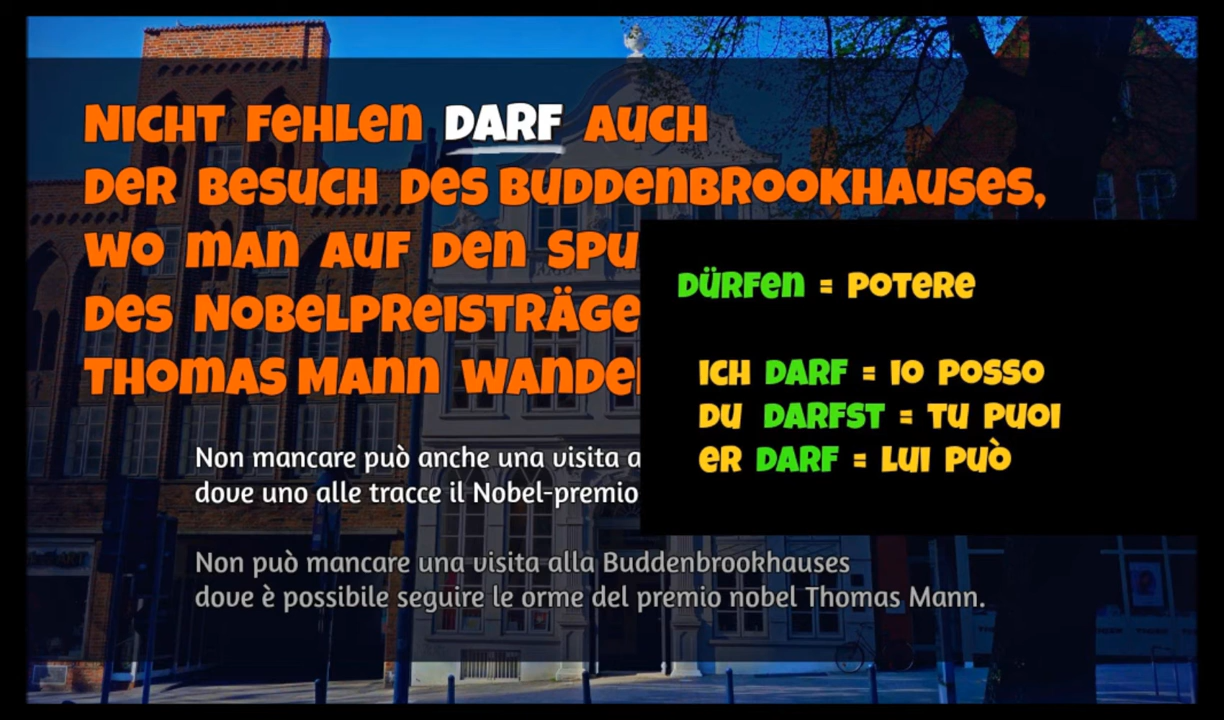 NICHT FEHLEN DARF AUCH
DER BESUCH DES BUDDENBROOKHAUSES,
WO MAN AUF DEN SPU
DES NOBELPREISTRÄGE
THOMAS MANN WANDE
DÜRFEN = POTERE
ICH DARF = IO POSSO
DU DARFST = TU PUOI
ER DARF = LUI PUÒ
Non mancare può anche una visita a
dove uno alle tracce il Nobel-premio
Non può mancare una visita alla Buddenbrookhauses
dove è possibile seguire le orme del premio nobel Thomas Mann.